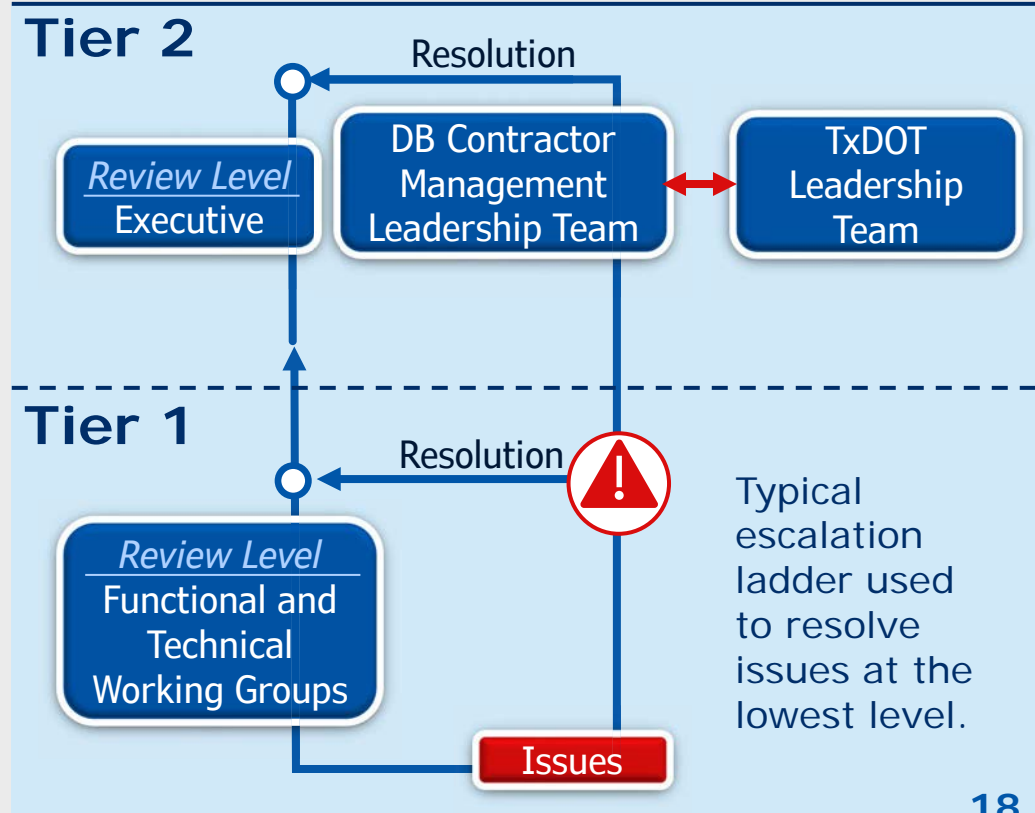 Tier 2
Resolution
Review Level
Executive
DB Contractor
Management
Leadership Team
TxDOT
Leadership
Team
Tier 1
Resolution
!
Review Level
Functional and
Technical
Working Groups
Typical
escalation
ladder used
to resolve
issues at the
lowest level.
Issues
18